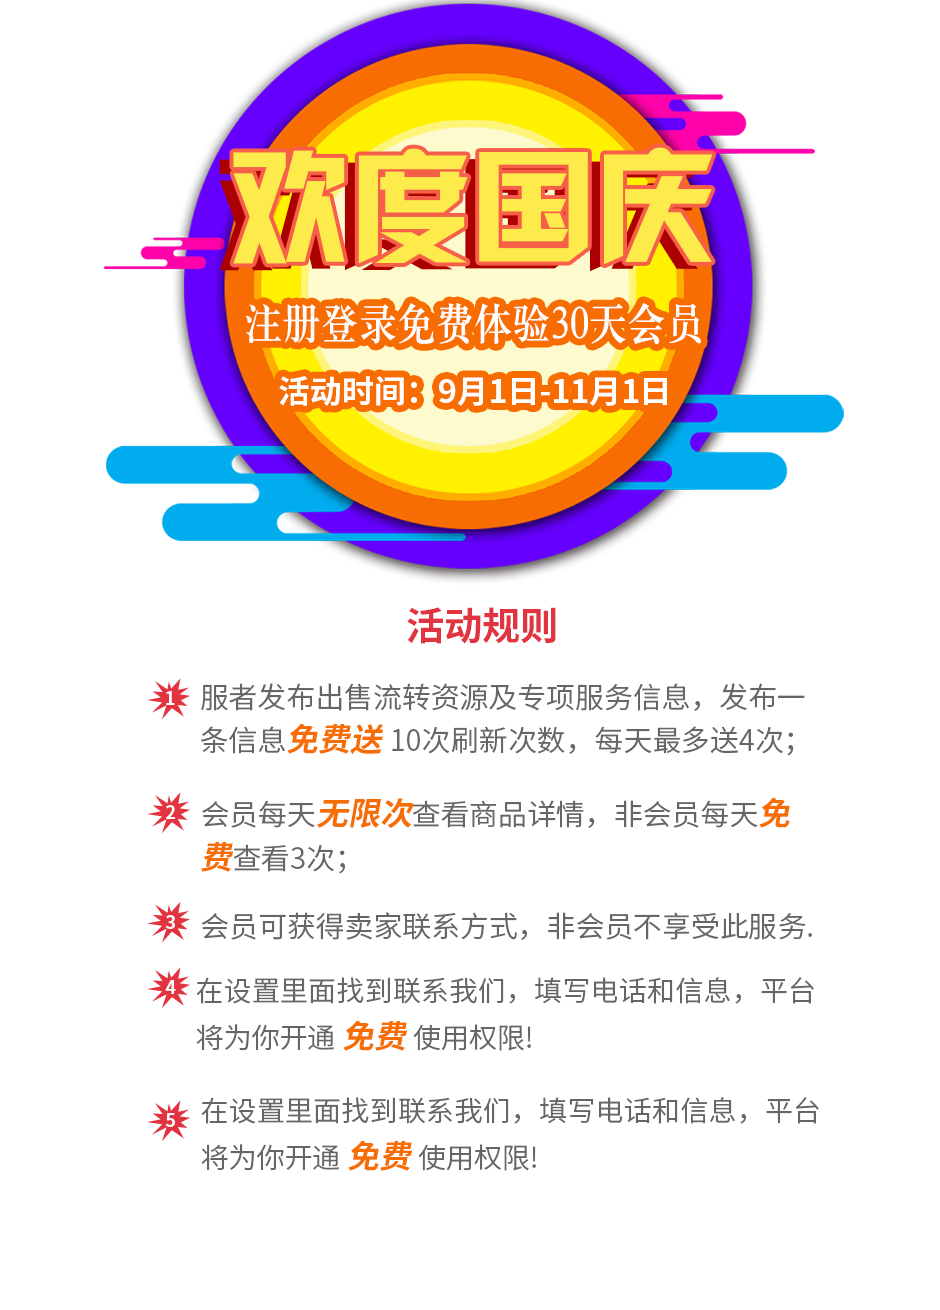 欢度国庆
注册登录免费体验30天会员
活动时间：9月1日-11月1日
活动规则
1 服者发布出售流转资源及专项服务信息，发布一
条信息免费送 10次刷新次数，每天最多送4次；
2 会员每天无限次查看商品详情，非会员每天免
费查看3次；
3 会员可获得卖家联系方式，非会员不享受此服务.
4 在设置里面找到联系我们，填写电话和信息，平台
将为你开通 免费 使用权限!
5 在设置里面找到联系我们，填写电话和信息，平台
将为你开通 免费 使用权限!